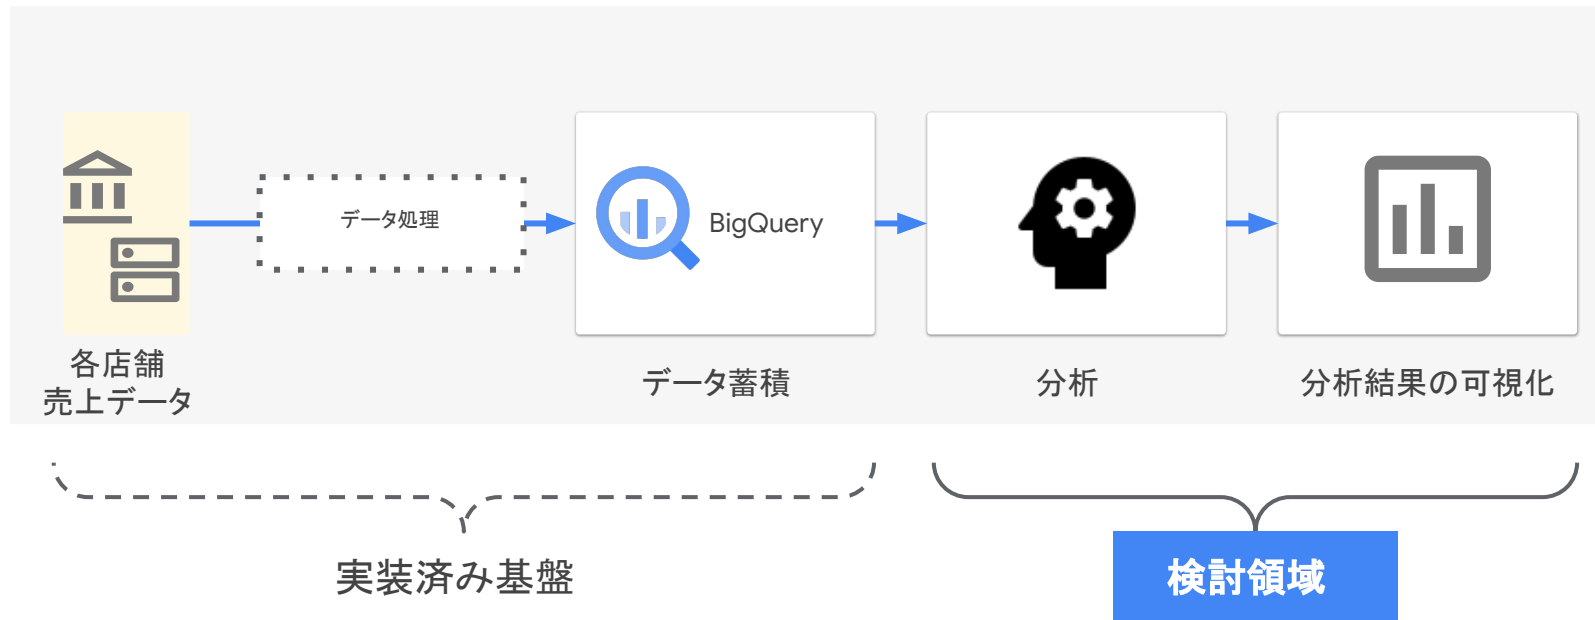 データ処理
BigQuery
各店舗
売上データ
データ蓄積
分析
分析結果の可視化
実装済み基盤
検討領域